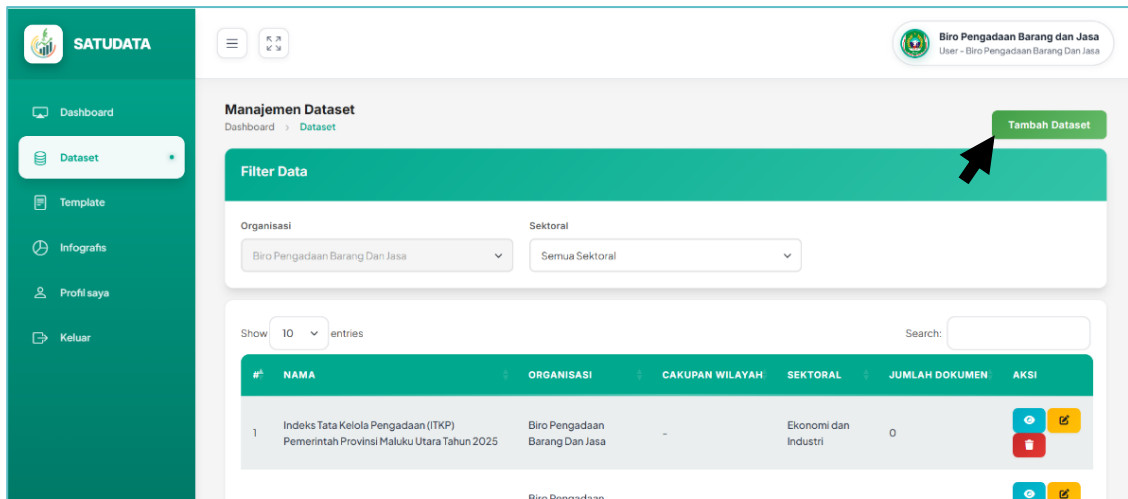 SATUDATA
Biro Pengadaan Barang dan Jasa
User - Biro Pengadaan Barang Dan Jasa
Dashboard
Dataset
Template
Infografis
Profil saya
Keluar
Manajemen Dataset
Dashboard > Dataset
Tambah Dataset
Filter Data
Organisasi
Sektoral
Biro Pengadaan Barang Dan Jasa
Semua Sektoral
Show 10 entries
Search:
# NAMA ORGANISASI CAKUPAN WILAYAH SEKTORAL JUMLAH DOKUMEN AKSI
1 Indeks Tata Kelola Pengadaan (ITKP) Biro Pengadaan - Ekonomi dan 0
Pemerintah Provinsi Maluku Utara Tahun 2025 Barang Dan Jasa Industri
Biro Pengadaan